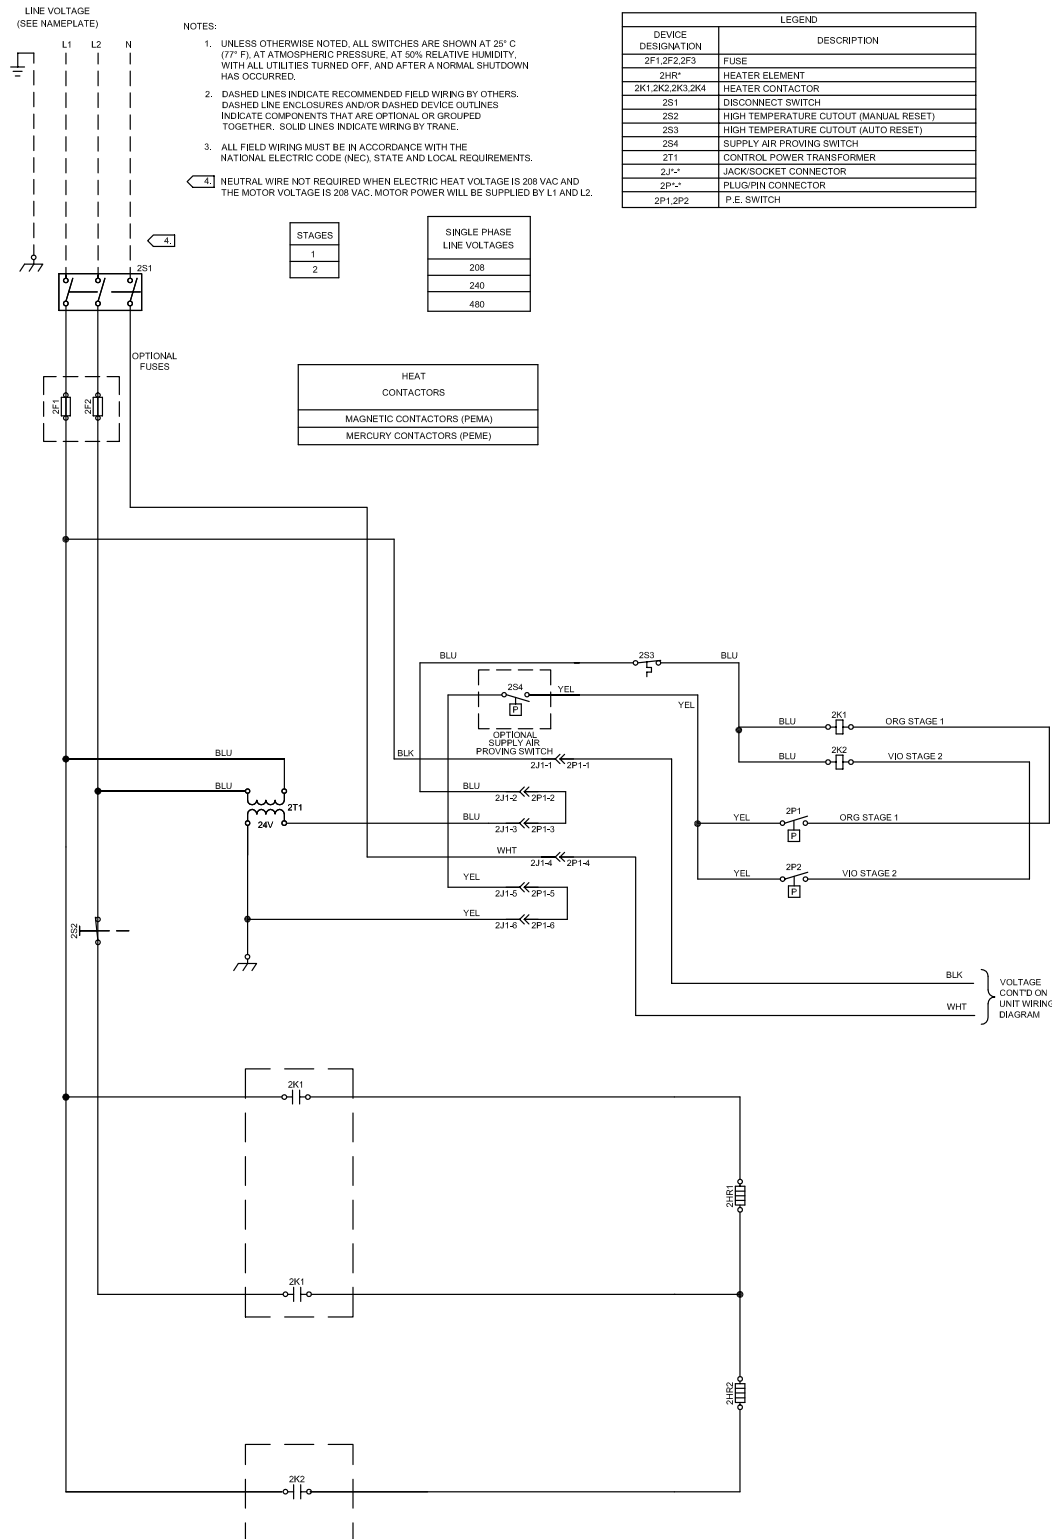 LINE VOLTAGE
(SEE NAMEPLATE)
L1 L2 N
NOTES:
1. UNLESS OTHERWISE NOTED, ALL SWITCHES ARE SHOWN AT 25° C
(77° F), AT ATMOSPHERIC PRESSURE, AT 50% RELATIVE HUMIDITY,
WITH ALL UTILITIES TURNED OFF, AND AFTER A NORMAL SHUTDOWN
HAS OCCURRED.
2. DASHED LINES INDICATE RECOMMENDED FIELD WIRING BY OTHERS.
DASHED LINE ENCLOSURES AND/OR DASHED DEVICE OUTLINES
INDICATE COMPONENTS THAT ARE OPTIONAL OR GROUPED
TOGETHER. SOLID LINES INDICATE WIRING BY TRANE.
3. ALL FIELD WIRING MUST BE IN ACCORDANCE WITH THE
NATIONAL ELECTRIC CODE (NEC), STATE AND LOCAL REQUIREMENTS.
4. NEUTRAL WIRE NOT REQUIRED WHEN ELECTRIC HEAT VOLTAGE IS 208 VAC AND
THE MOTOR VOLTAGE IS 208 VAC. MOTOR POWER WILL BE SUPPLIED BY L1 AND L2.
LEGEND
DEVICE DESIGNATION DESCRIPTION
2F1,2F2,2F3 FUSE
2HR* HEATER ELEMENT
2K1,2K2,2K3,2K4 HEATER CONTACTOR
2S1 DISCONNECT SWITCH
2S2 HIGH TEMPERATURE CUTOUT (MANUAL RESET)
2S3 HIGH TEMPERATURE CUTOUT (AUTO RESET)
2S4 SUPPLY AIR PROVING SWITCH
2T1 CONTROL POWER TRANSFORMER
2J*-* JACK/SOCKET CONNECTOR
2P*-* PLUG/PIN CONNECTOR
2P1,2P2 P.E. SWITCH
4.
2S1
STAGES
1
2
SINGLE PHASE
LINE VOLTAGES
208
240
480
OPTIONAL
FUSES
2F1
2F2
HEAT
CONTACTORS
MAGNETIC CONTACTORS (PEMA)
MERCURY CONTACTORS (PEME)
BLU 2S3 BLU
2S4 YEL
YEL
OPTIONAL
SUPPLY AIR
PROVING SWITCH
BLU 2K1 ORG STAGE 1
BLU 2K2 VIO STAGE 2
BLU
BLK
2J1-1 2P1-1
BLU
BLU
2J1-2 2P1-2
2T1
24V
BLU
2J1-3 2P1-3
WHT
2J1-4 2P1-4
YEL
2J1-5 2P1-5
YEL
2J1-6 2P1-6
YEL 2P1 ORG STAGE 1
P
YEL 2P2 VIO STAGE 2
P
P
2S2
BLK
WHT
VOLTAGE
CONT'D ON
UNIT WIRING
DIAGRAM
2K1
2HR1
2K1
2HR2
2K2